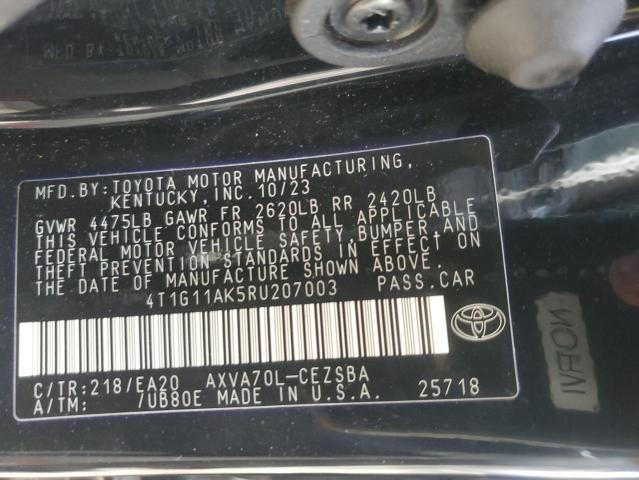 MFD.BY:TOYOTA MOTOR MANUFACTURING,
KENTUCKY,INC.10/23
GVWR 4475LB GAWR FR 2620LB RR 2420LB
THIS VEHICLE CONFORMS TO ALL APPLICABLE
FEDERAL MOTOR VEHICLE SAFETY,BUMPER,AND
THEFT PREVENTION STANDARDS IN EFFECT ON
THE DATE OF MANUFACTURE SHOWN ABOVE.
4T1G11AK5RU207003 PASS.CAR
C/TR:218/EA20 AXVA70L-CEZSBA
A/TM: /UB80E MADE IN U.S.A. 25718